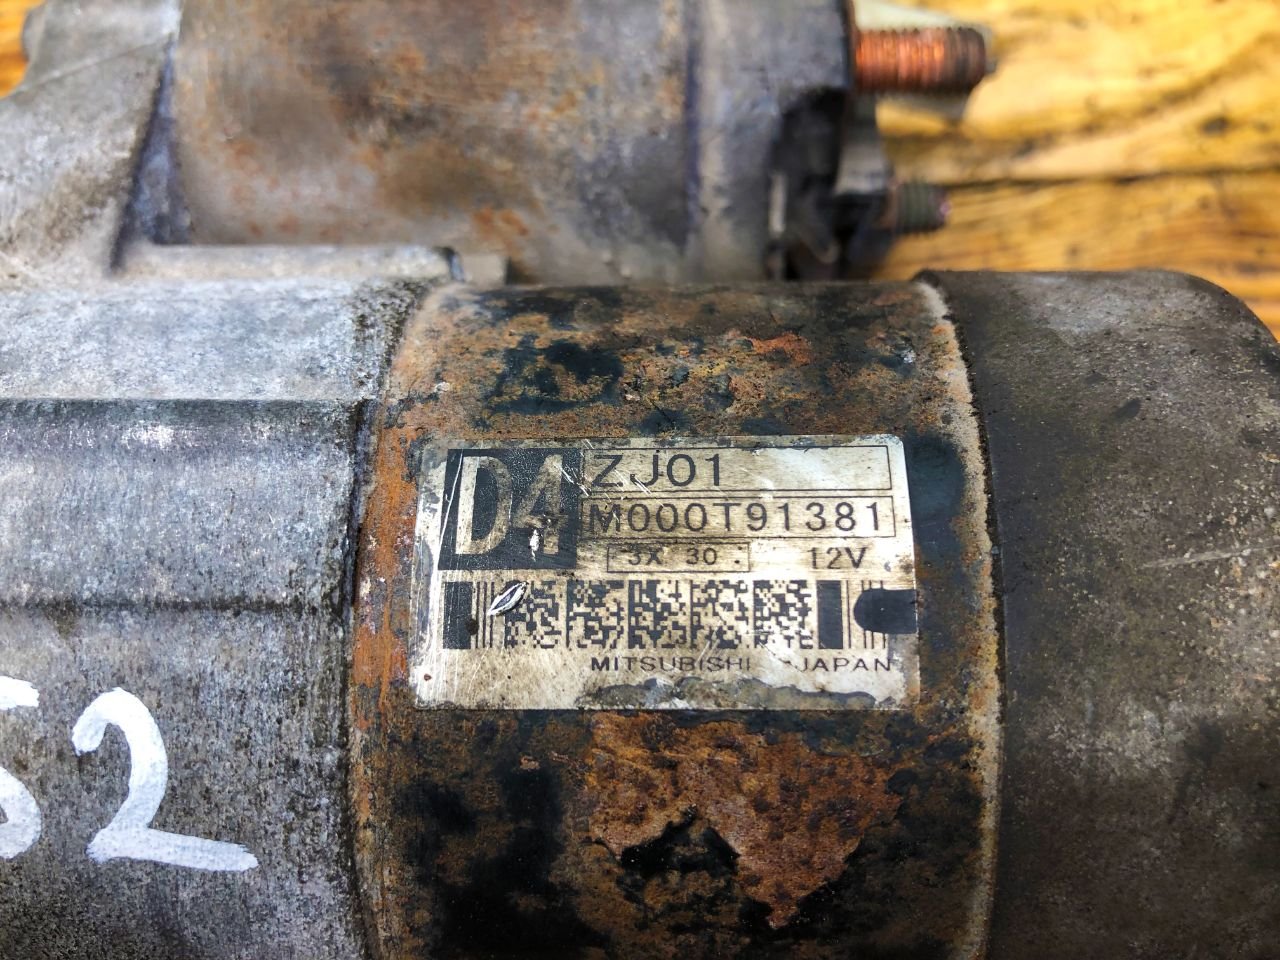 D4
ZJ01
M000T91381
3X 30
12V
MITSUBISHI JAPAN
52